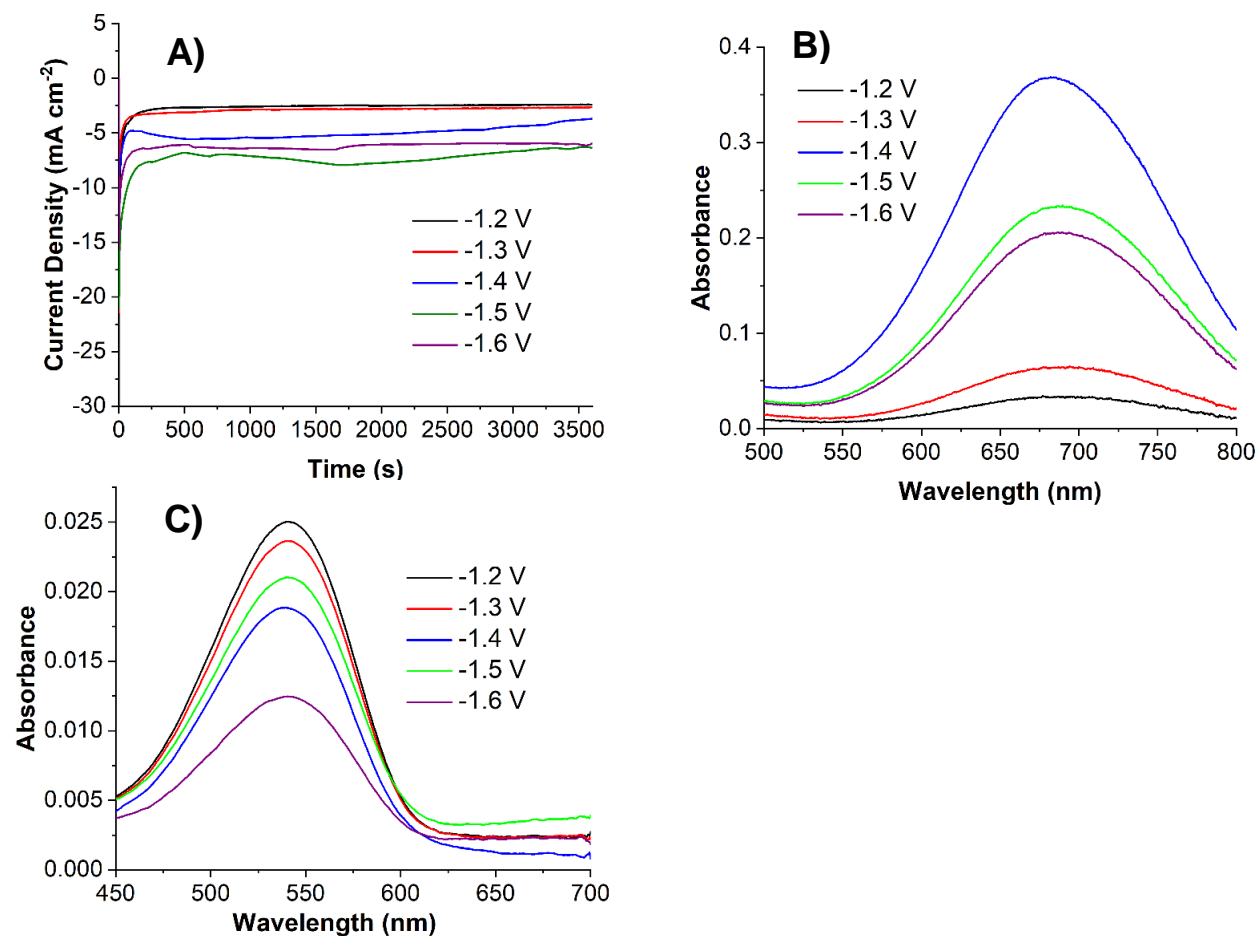 A)
Current Density (mA cm-2)
5
0
-5
-10
-15
-20
-25
-30
0 500 1000 1500 2000 2500 3000 3500
Time (s)
-1.2 V
-1.3 V
-1.4 V
-1.5 V
-1.6 V
B)
Absorbance
0.4
0.3
0.2
0.1
0.0
500 550 600 650 700 750 800
Wavelength (nm)
-1.2 V
-1.3 V
-1.4 V
-1.5 V
-1.6 V
C)
Absorbance
0.025
0.020
0.015
0.010
0.005
0.000
450 500 550 600 650 700
Wavelength (nm)
-1.2 V
-1.3 V
-1.4 V
-1.5 V
-1.6 V